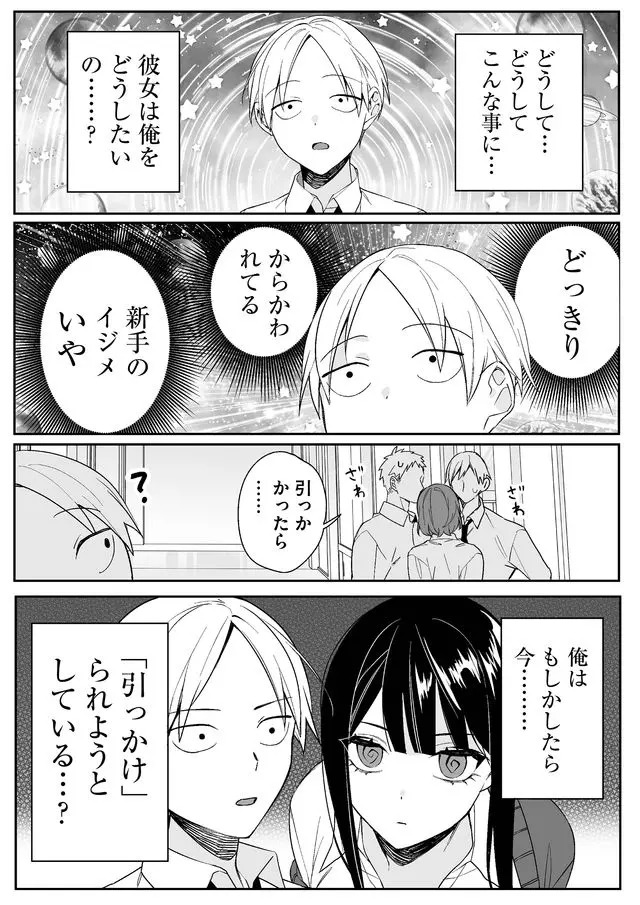 どうして…
どうして
こんな事に…
彼女は俺を
どうしたい
の……？
どっきり
からかわ
れてる
新手の
イジメ
いや
ざわ
ざわ
引っか
かったら
……
？
俺は
もしかしたら
今………
「引っかけ」
られようと
している…？